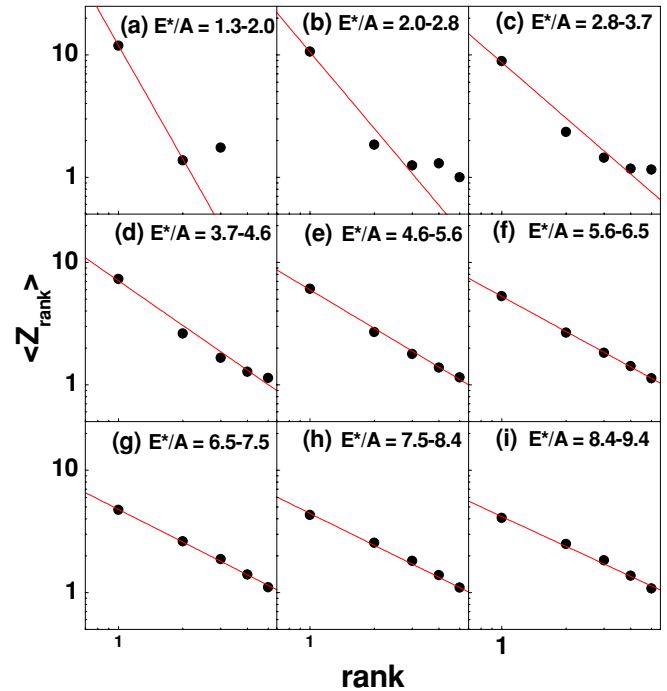 (a) E*/A = 1.3-2.0
(b) E*/A = 2.0-2.8
(c) E*/A = 2.8-3.7
10
1
(d) E*/A = 3.7-4.6
(e) E*/A = 4.6-5.6
(f) E*/A = 5.6-6.5
10
1
<Z_rank>
(g) E*/A = 6.5-7.5
(h) E*/A = 7.5-8.4
(i) E*/A = 8.4-9.4
10
1
1
1
1
rank